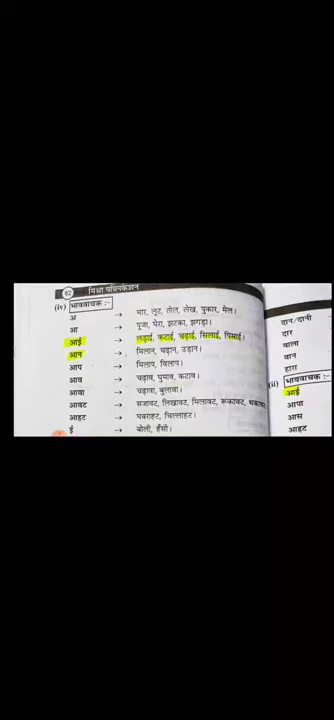 82 मिश्रा पब्लिकेशन
(iv) भाववाचक :-
अ → भार, लूट, तोल, लेख, पुकार, मेल।
आ → पूजा, घेरा, झटका, झगड़ा।
आई → लड़ाई, कटाई, चढ़ाई, सिलाई, पिसाई।
आन → मिलान, चढ़ान, उड़ान।
आप → मिलाप, विलाप।
आव → चढ़ाव, घुमाव, कटाव।
आवा → चढ़ावा, बुलावा।
आवट → सजावट, लिखावट, मिलावट, रूकावट, थकावट
आहट → घबराहट, चिल्लाहट।
ई → बोली, हँसी।
दान/दानी
दार
वाला
वान
हारा
(ii) भाववाचक :-
आई
आपा
आस
आहट